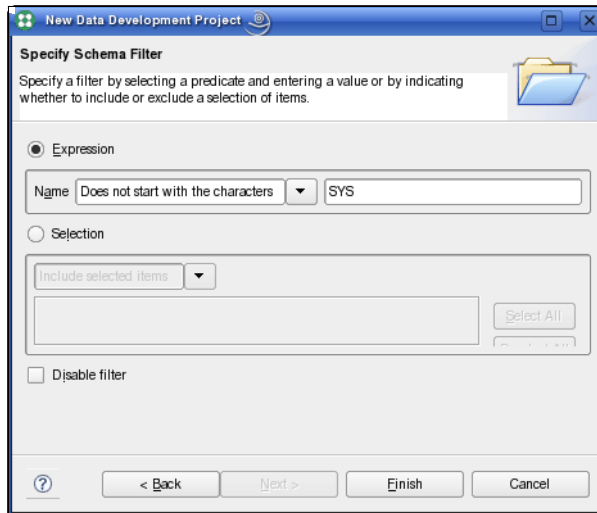 New Data Development Project
Specify Schema Filter
Specify a filter by selecting a predicate and entering a value or by indicating
whether to include or exclude a selection of items.
Expression
Name Does not start with the characters SYS
Selection
Include selected items
Select All
Disable filter
? < Back Next > Finish Cancel